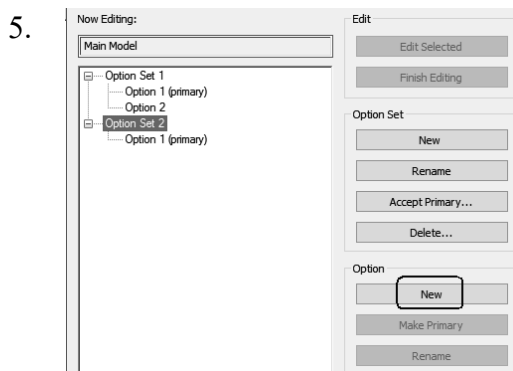 5.
Now Editing:
Main Model
Option Set 1
Option 1 (primary)
Option 2
Option Set 2
Option 1 (primary)
Edit
Edit Selected
Finish Editing
Option Set
New
Rename
Accept Primary...
Delete...
Option
New
Make Primary
Rename